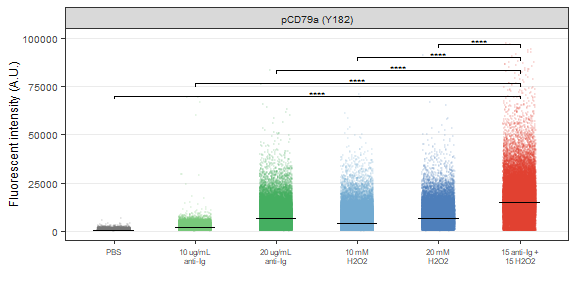 pCD79a (Y182)
Fluorescent intensity (A.U.)
100000
75000
50000
25000
0
****
****
****
****
****
PBS
10 ug/mL
anti-Ig
20 ug/mL
anti-Ig
10 mM
H2O2
20 mM
H2O2
15 anti-Ig +
15 H2O2